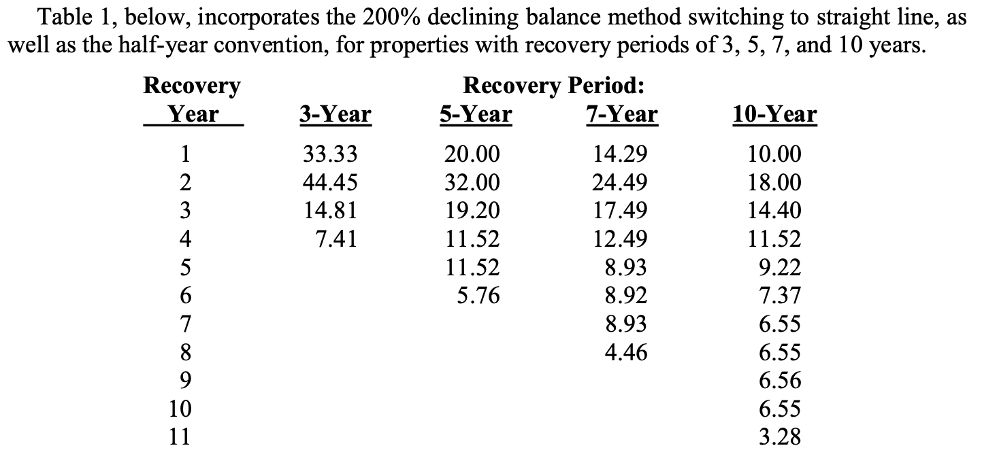 Table 1, below, incorporates the 200% declining balance method switching to straight line, as
well as the half-year convention, for properties with recovery periods of 3, 5, 7, and 10 years.
Recovery Recovery Period:
Year 3-Year 5-Year 7-Year 10-Year
1 33.33 20.00 14.29 10.00
2 44.45 32.00 24.49 18.00
3 14.81 19.20 17.49 14.40
4 7.41 11.52 12.49 11.52
5 11.52 8.93 9.22
6 5.76 8.92 7.37
7 8.93 6.55
8 4.46 6.55
9 6.56
10 6.55
11 3.28